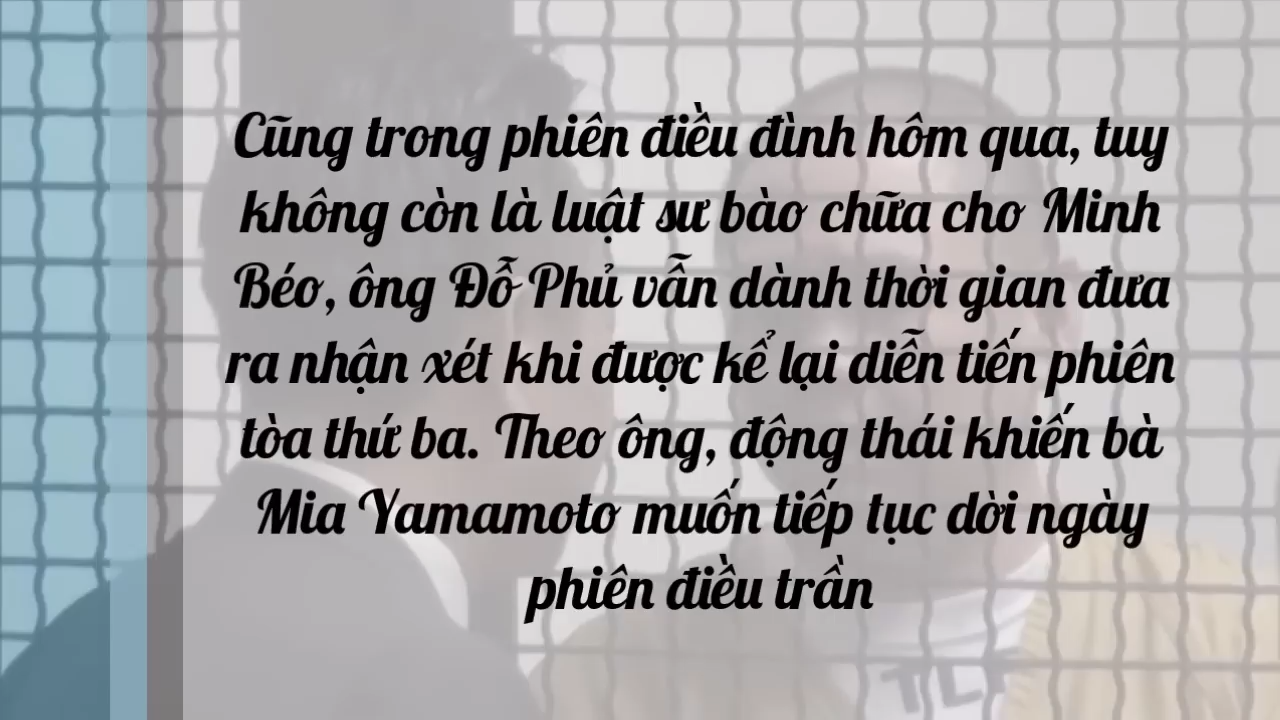 Cũng trong phiên điều đình hôm qua, tuy
không còn là luật sư bào chữa cho Minh
Béo, ông Đỗ Phủ vẫn dành thời gian đưa
ra nhận xét khi được kể lại diễn tiến phiên
tòa thứ ba. Theo ông, động thái khiến bà
Mia Yamamoto muốn tiếp tục dời ngày
phiên điều trần